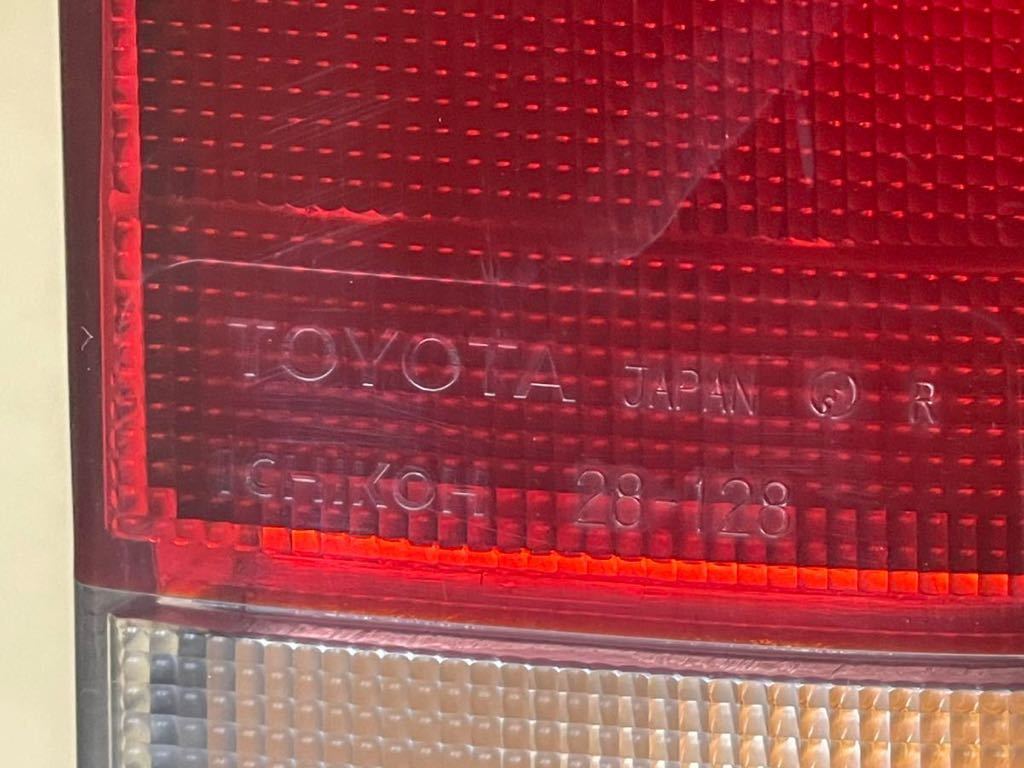 TOYOTA JAPAN R
ICHIKOH 28-128